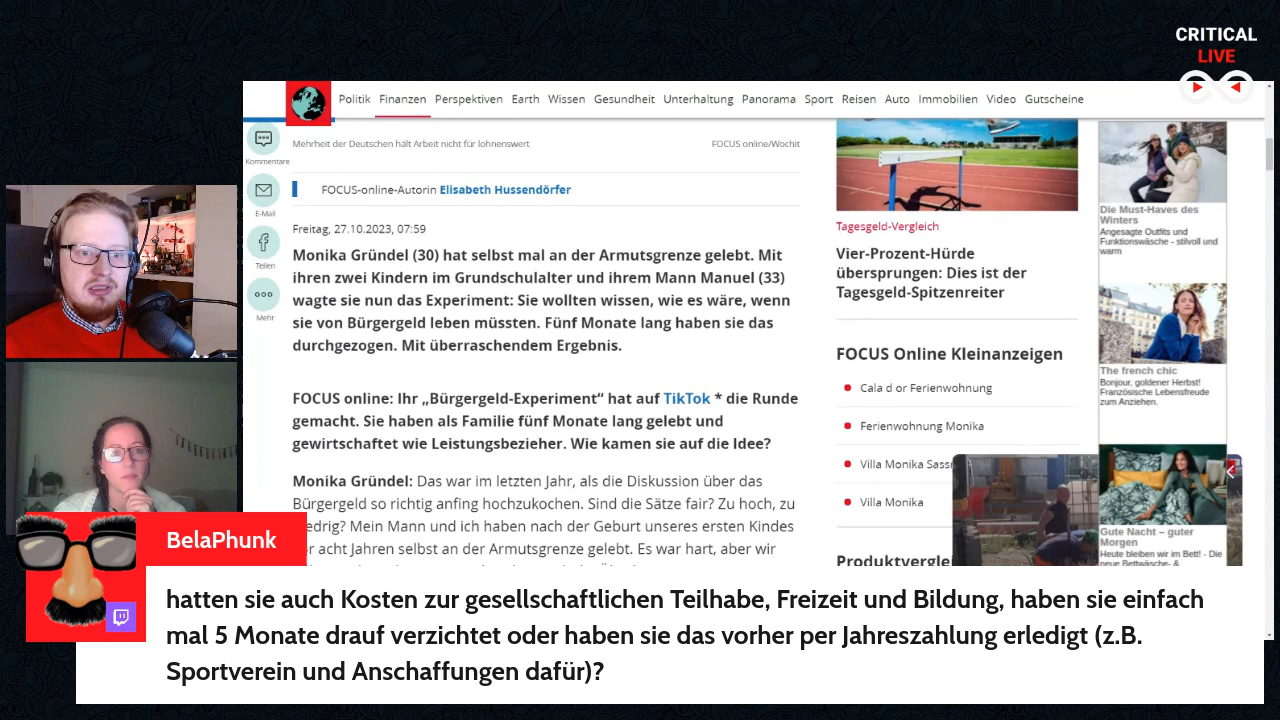 CRITICAL
LIVE
Politik Finanzen Perspektiven Earth Wissen Gesundheit Unterhaltung Panorama Sport Reisen Auto Immobilien Video Gutscheine
Kommentare
E-Mail
Teilen
Mehr
Mehrheit der Deutschen hält Arbeit nicht für lohnenswert
FOCUS online/Wochit
FOCUS-online-Autorin Elisabeth Hussendörfer
Freitag, 27.10.2023, 07:59
Monika Gründel (30) hat selbst mal an der Armutsgrenze gelebt. Mit
ihren zwei Kindern im Grundschulalter und ihrem Mann Manuel (33)
wagte sie nun das Experiment: Sie wollten wissen, wie es wäre, wenn
sie von Bürgergeld leben müssten. Fünf Monate lang haben sie das
durchgezogen. Mit überraschendem Ergebnis.
FOCUS online: Ihr „Bürgergeld-Experiment“ hat auf TikTok * die Runde
gemacht. Sie haben als Familie fünf Monate lang gelebt und
gewirtschaftet wie Leistungsbezieher. Wie kamen sie auf die Idee?
Monika Gründel: Das war im letzten Jahr, als die Diskussion über das
Bürgergeld so richtig anfing hochzukochen. Sind die Sätze fair? Zu hoch, zu
Mein Mann und ich haben nach der Geburt unseres ersten Kindes
acht Jahren selbst an der Armutsgrenze gelebt. Es war hart, aber wir
Tagesgeld-Vergleich
Vier-Prozent-Hürde
übersprungen: Dies ist der
Tagesgeld-Spitzenreiter
FOCUS Online Kleinanzeigen
Cala d or Ferienwohnung
Ferienwohnung Monika
Villa Monika
Villa Monika
Die Must-Haves des
Winters
Angesagte Outfits und
Funktionswäsche - stilvoll und
warm
The french chic
Bonjour, goldener Herbst!
Französische Lebensfreude
zum Anziehen.
Gute Nacht – guter
Morgen
Heute bleiben wir im Bett! - Die
neue Bettwäsche- &
BelaPhunk
hatten sie auch Kosten zur gesellschaftlichen Teilhabe, Freizeit und Bildung, haben sie einfach
mal 5 Monate drauf verzichtet oder haben sie das vorher per Jahreszahlung erledigt (z.B.
Sportverein und Anschaffungen dafür)?